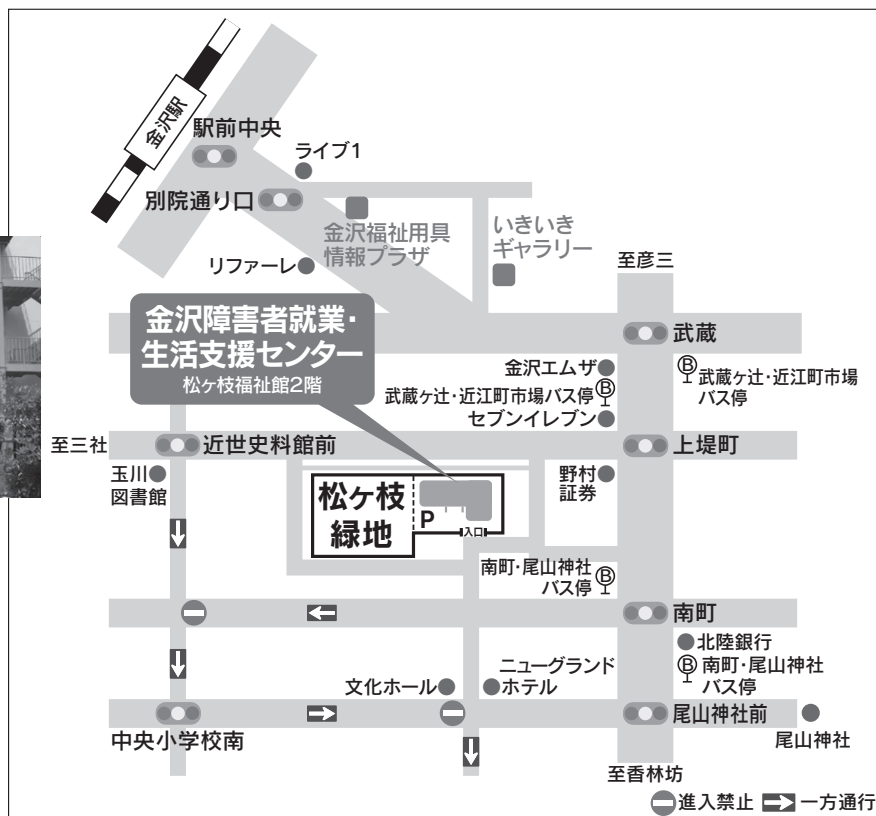 金沢駅
駅前中央
ライブ1
別院通り口
金沢福祉用具
情報プラザ
いきいき
ギャラリー
リファーレ
至彦三
金沢障害者就業・
生活支援センター
松ヶ枝福祉館2階
武蔵
金沢エムザ
武蔵ヶ辻・近江町市場バス停
B
B
武蔵ヶ辻・近江町市場
バス停
セブンイレブン
至三社
近世史料館前
上堤町
玉川
図書館
松ヶ枝
緑地
P
入口
野村
証券
南町・尾山神社
バス停
B
南町
北陸銀行
B
南町・尾山神社
バス停
文化ホール
ニューグランド
ホテル
中央小学校南
尾山神社前
尾山神社
至香林坊
進入禁止
一方通行